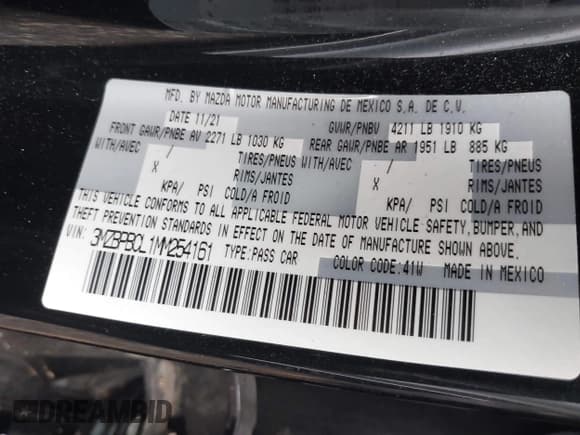 MFD. BY MAZDA MOTOR MANUFACTURING DE MEXICO S.A. DE C.V.
DATE 11/21 GVWR/PNBV 4211 LB 1910 KG
FRONT GAWR/PNBE AV 2271 LB 1030 KG REAR GAWR/PNBE AR 1951 LB 885 KG
WITH/AVEC / TIRES/PNEUS WITH/AVEC / TIRES/PNEUS
X RIMS/JANTES X RIMS/JANTES
KPA/ PSI COLD/A FROID KPA/ PSI COLD/A FROID
THIS VEHICLE CONFORMS TO ALL APPLICABLE FEDERAL MOTOR VEHICLE SAFETY, BUMPER, AND
THEFT PREVENTION STANDARDS IN EFFECT ON THE DATE OF MANUFACTURE SHOWN ABOVE.
VIN: 3MZBPBCL1MM254161 TYPE:PASS CAR COLOR CODE:41W MADE IN MEXICO
DREAMBID